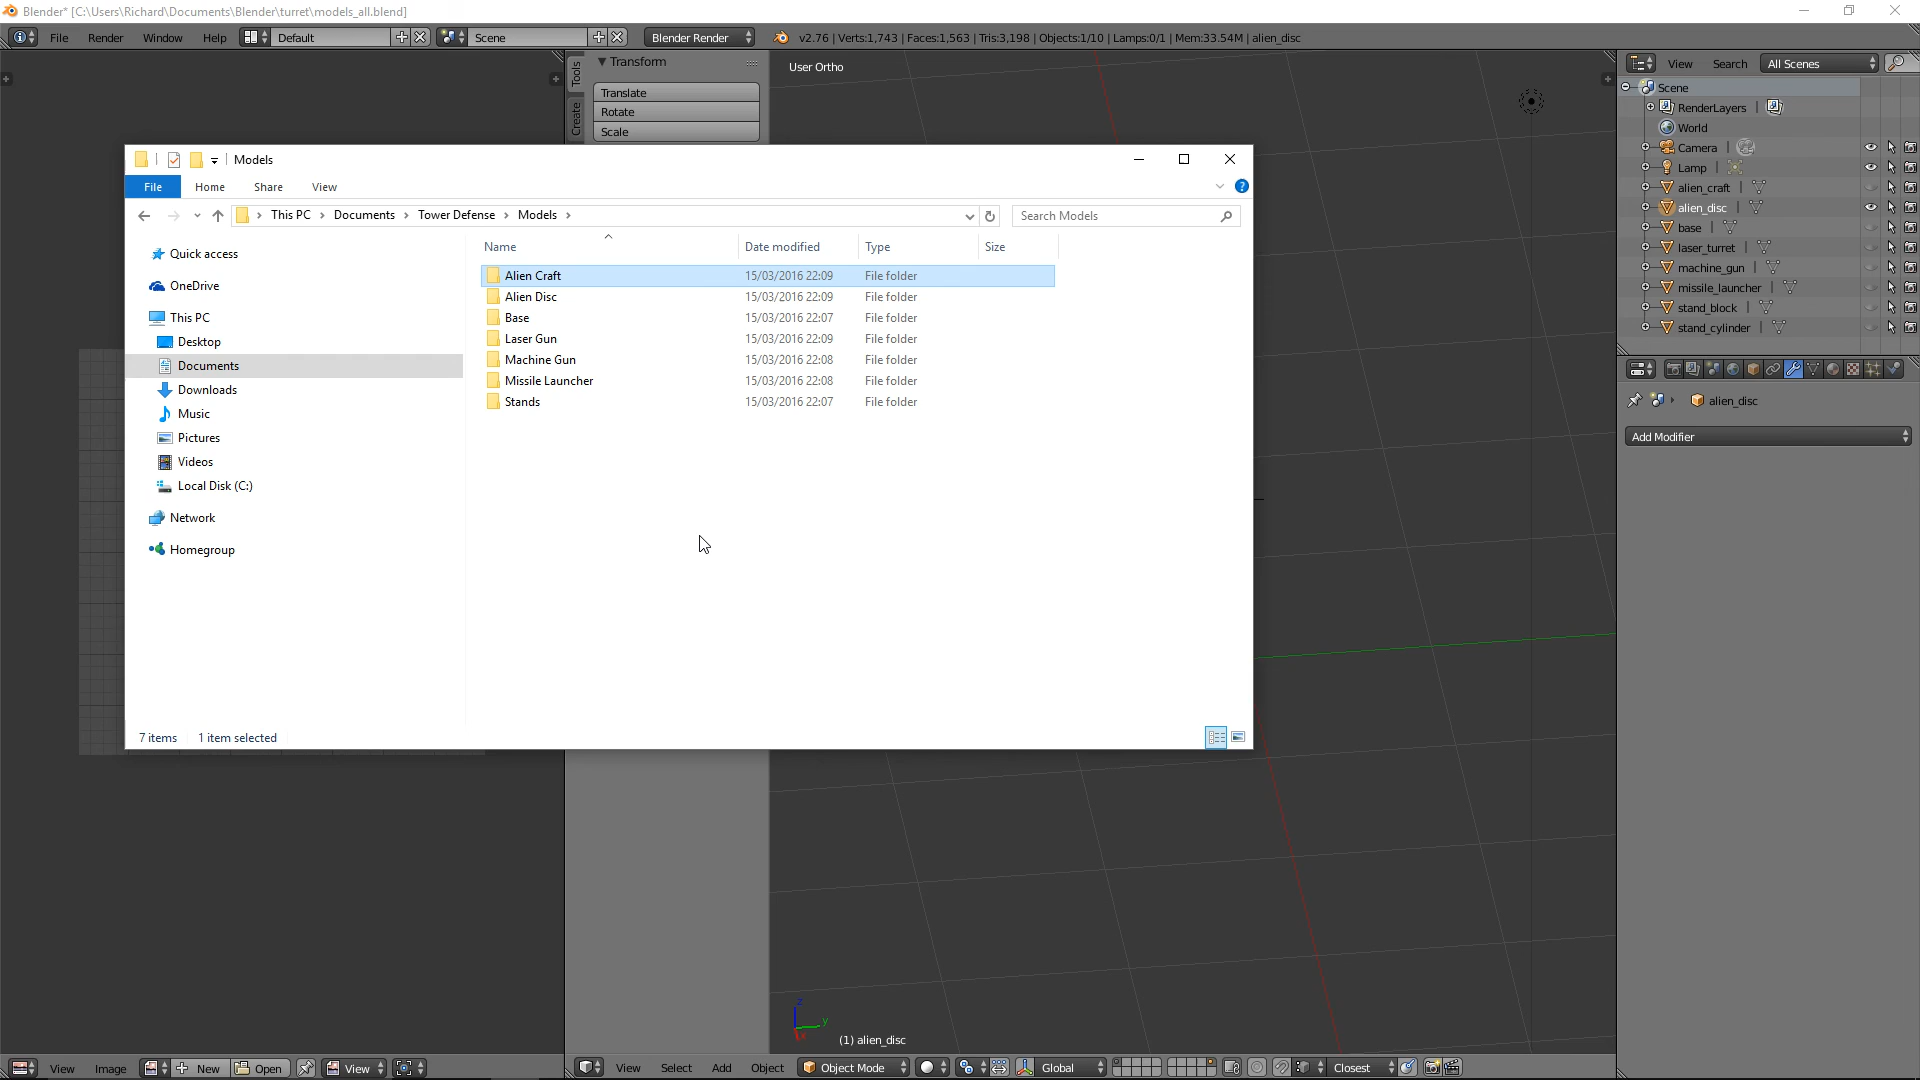 Blender* [C:\Users\Richard\Documents\Blender\turret\models_all.blend]
File Render Window Help Default Scene Blender Render v2.76 | Verts:1,743 | Faces:1,563 | Tris:3,198 | Objects:1/10 | Lamps:0/1 | Mem:33.54M | alien_disc
Tools
Create
Transform
Translate
Rotate
Scale
User Ortho
Models
File Home Share View
This PC Documents Tower Defense Models
Search Models
Quick access
OneDrive
This PC
Desktop
Documents
Downloads
Music
Pictures
Videos
Local Disk (C:)
Network
Homegroup
Name Date modified Type Size
Alien Craft 15/03/2016 22:09 File folder
Alien Disc 15/03/2016 22:09 File folder
Base 15/03/2016 22:07 File folder
Laser Gun 15/03/2016 22:09 File folder
Machine Gun 15/03/2016 22:08 File folder
Missile Launcher 15/03/2016 22:08 File folder
Stands 15/03/2016 22:07 File folder
7 items 1 item selected
View Search All Scenes
Scene
RenderLayers |
World
Camera |
Lamp |
alien_craft |
alien_disc |
base |
laser_turret |
machine_gun |
missile_launcher |
stand_block |
stand_cylinder |
alien_disc
Add Modifier
z
y
x
(1) alien_disc
View Image New Open View
View Select Add Object Object Mode Global Closest